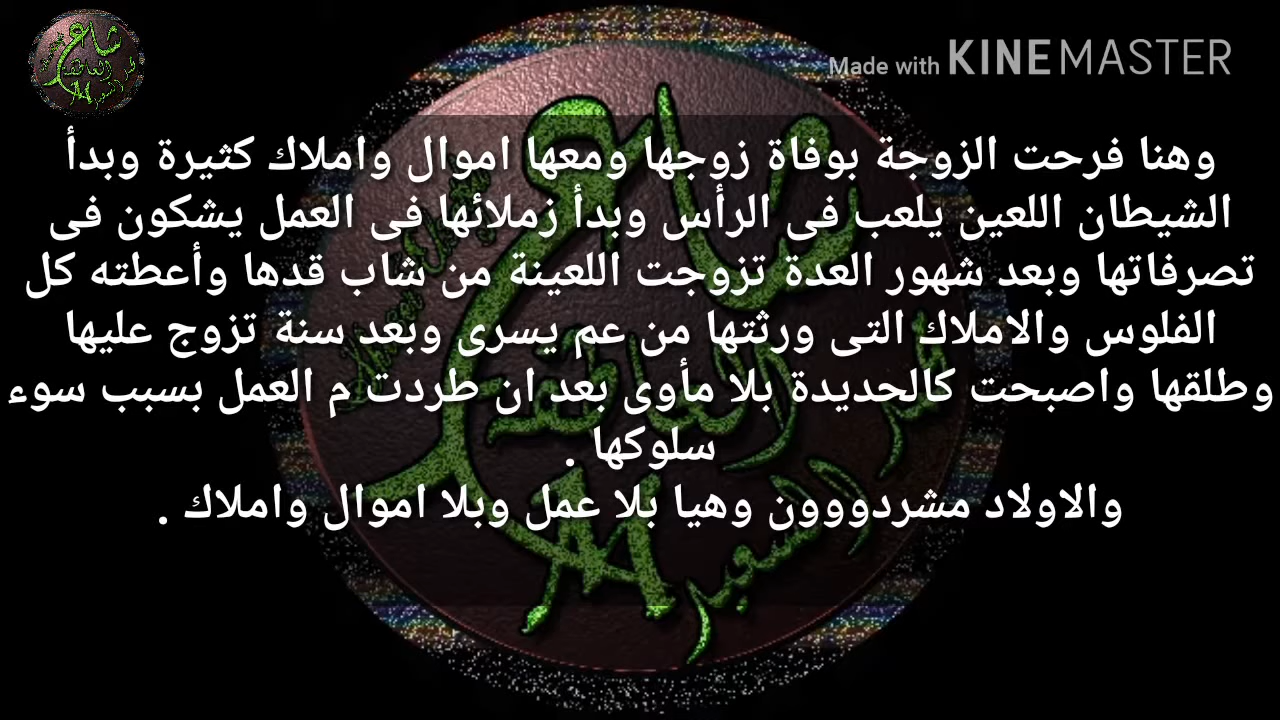 Made with KINEMASTER
وهنا فرحت الزوجة بوفاة زوجها ومعها اموال واملاك كثيرة وبدأ
الشيطان اللعين يلعب فى الرأس وبدأ زملائها فى العمل يشكون فى
تصرفاتها وبعد شهور العدة تزوجت اللعينة من شاب قدها وأعطته كل
الفلوس والاملاك التى ورثتها من عم يسرى وبعد سنة تزوج عليها
وطلقها واصبحت كالحديدة بلا مأوى بعد ان طردت م العمل بسبب سوء
سلوكها .
والاولاد مشردووون وهيا بلا عمل وبلا اموال واملاك .